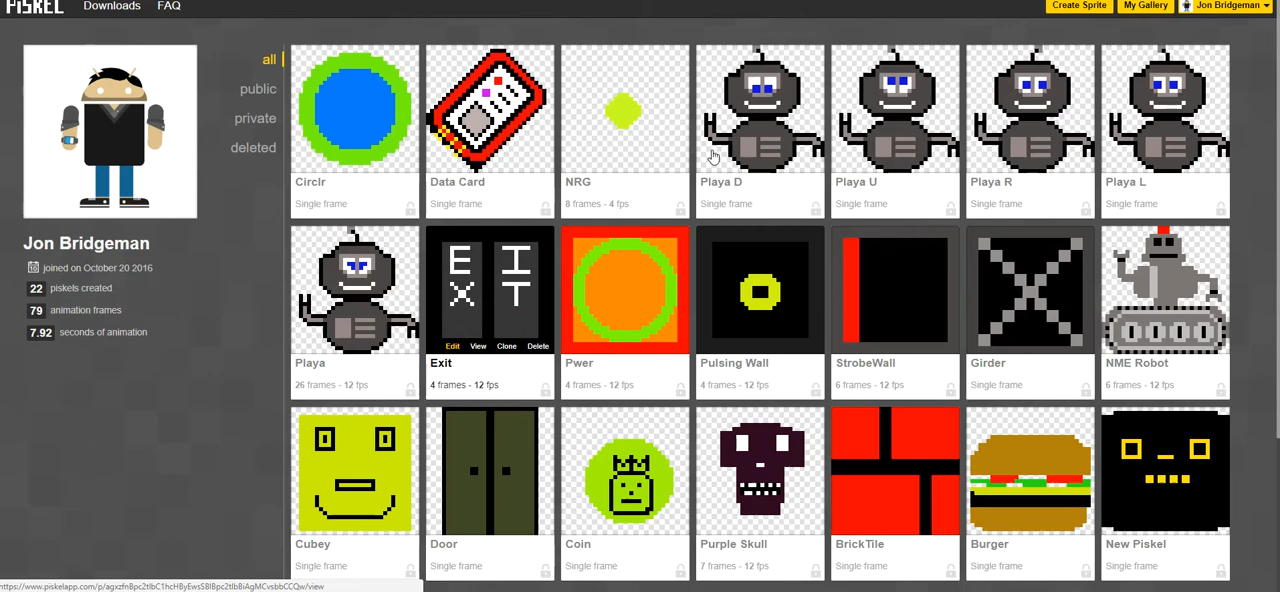 PiSKEL Downloads FAQ Create Sprite My Gallery Jon Bridgeman
all
public
private
deleted
Jon Bridgeman
joined on October 20 2016
22 piskels created
79 animation frames
7.92 seconds of animation
Circlr Data Card NRG Playa D Playa U Playa R Playa L
Single frame Single frame 8 frames - 4 fps Single frame Single frame Single frame Single frame
E I
X T
Edit View Clone Delete
Playa Exit Pwer Pulsing Wall StrobeWall Girder NME Robot
26 frames - 12 fps 4 frames - 12 fps 4 frames - 12 fps 4 frames - 12 fps 6 frames - 12 fps Single frame 6 frames - 12 fps
Cubey Door Coin Purple Skull BrickTile Burger New Piskel
Single frame Single frame Single frame 7 frames - 12 fps Single frame Single frame Single frame